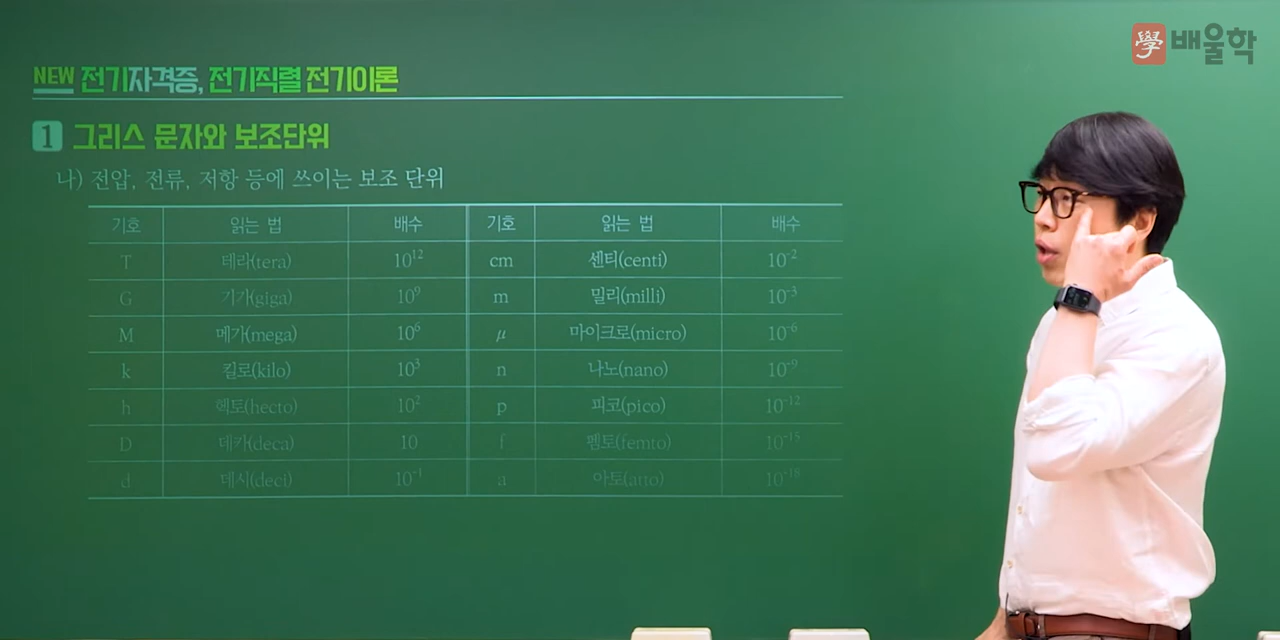 學 배울학
NEW 전기자격증, 전기직렬 전기이론
1 그리스 문자와 보조단위
나) 전압, 전류, 저항 등에 쓰이는 보조 단위
기호 읽는 법 배수 기호 읽는 법 배수
T 테라(tera) 10¹² cm 센티(centi) 10⁻²
G 기가(giga) 10⁹ m 밀리(milli) 10⁻³
M 메가(mega) 10⁶ μ 마이크로(micro) 10⁻⁶
k 킬로(kilo) 10³ n 나노(nano) 10⁻⁹
h 헥토(hecto) 10² p 피코(pico) 10⁻¹²
D 데카(deca) 10 f 펨토(femto) 10⁻¹⁵
d 데시(deci) 10⁻¹ a 아토(atto) 10⁻¹⁸